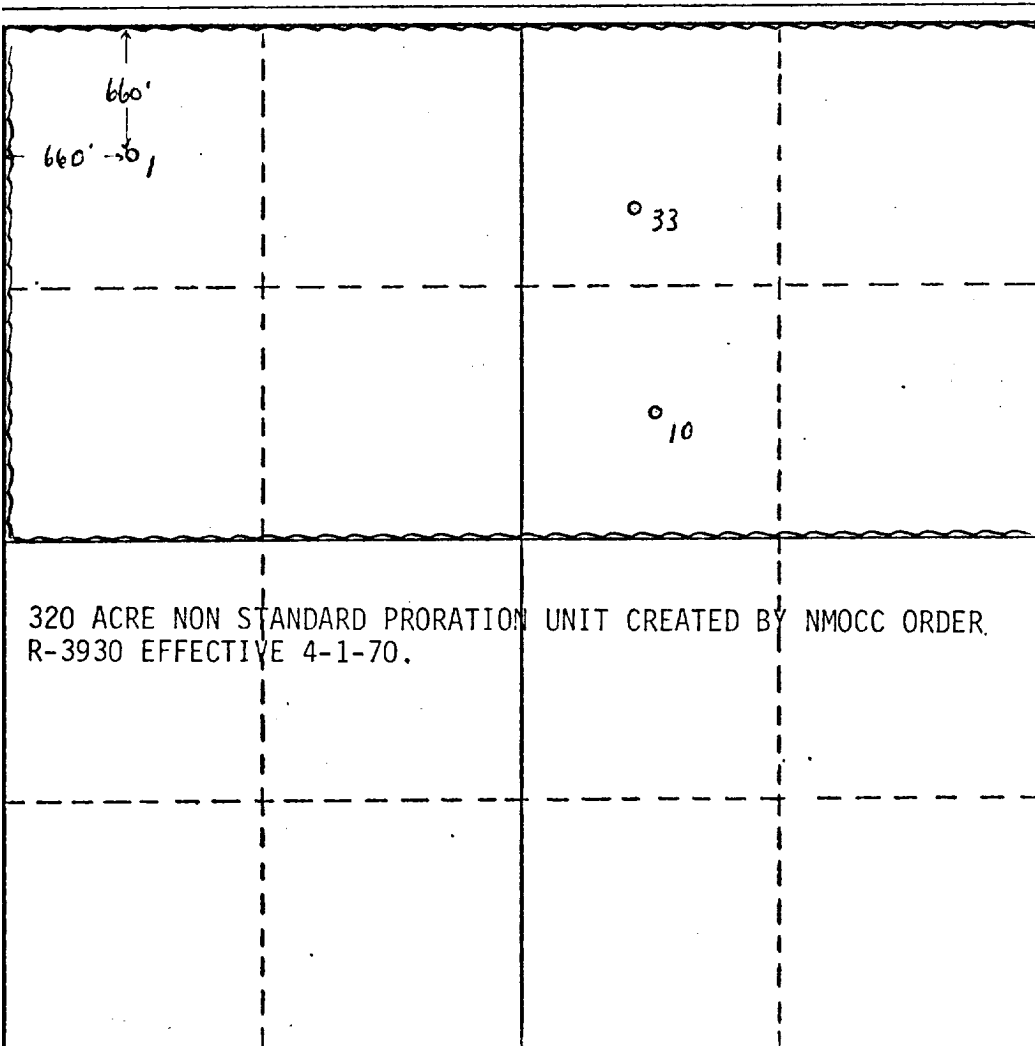 660'
660' 1
33
10
320 ACRE NON STANDARD PRORATION UNIT CREATED BY NMOCC ORDER
R-3930 EFFECTIVE 4-1-70.